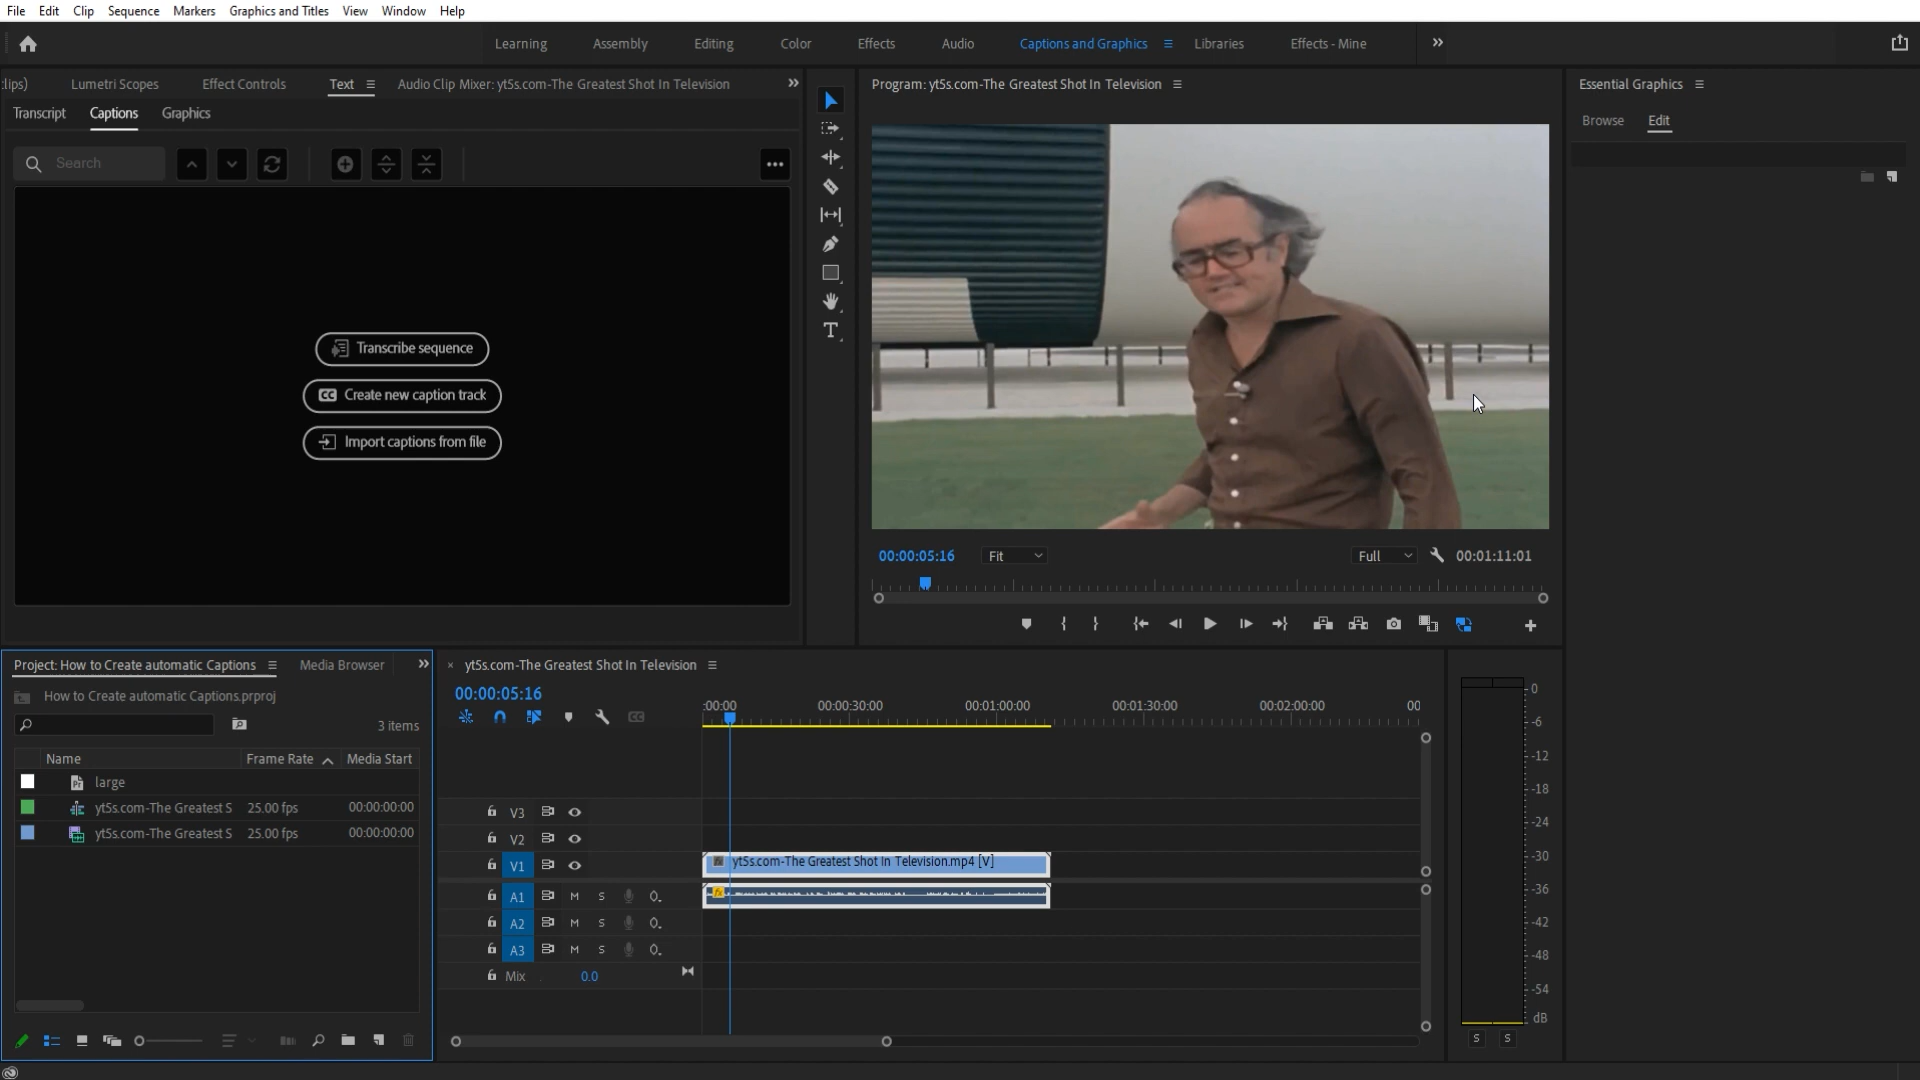 File Edit Clip Sequence Markers Graphics and Titles View Window Help
Learning Assembly Editing Color Effects Audio Captions and Graphics Libraries Effects - Mine
lips) Lumetri Scopes Effect Controls Text Audio Clip Mixer: yt5s.com-The Greatest Shot In Television
Transcript Captions Graphics
Search
Transcribe sequence
CC Create new caption track
Import captions from file
Program: yt5s.com-The Greatest Shot In Television
00:00:05:16 Fit Full 00:01:11:01
Essential Graphics
Browse Edit
Project: How to Create automatic Captions Media Browser
How to Create automatic Captions.prproj
3 items
Name Frame Rate Media Start
large
yt5s.com-The Greatest S 25.00 fps 00:00:00:00
yt5s.com-The Greatest S 25.00 fps 00:00:00:00
× yt5s.com-The Greatest Shot In Television
00:00:05:16
CC
:00:00 00:00:30:00 00:01:00:00 00:01:30:00 00:02:00:00 00
V3
V2
V1 fx yt5s.com-The Greatest Shot In Television.mp4 [V]
A1 M S fx
A2 M S
A3 M S
Mix 0.0
0
-6
-12
-18
-24
-30
-36
-42
-48
-54
dB
S S